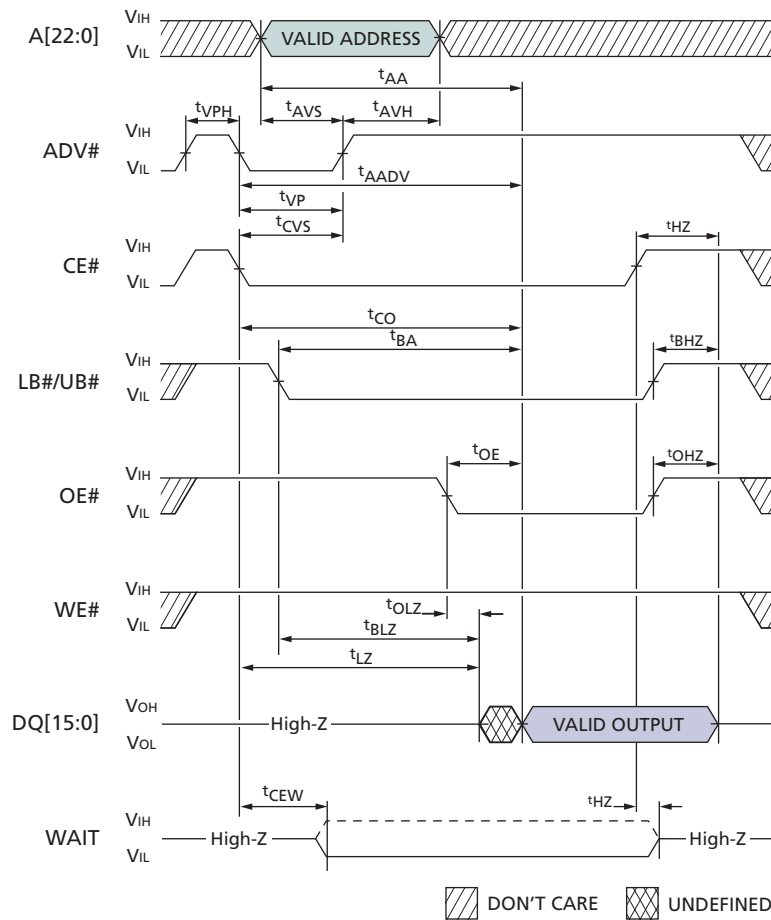 VIH
A[22:0]
VALID ADDRESS
VIL
tAA
tVPH
tAVS
tAVH
VIH
ADV#
VIL
tAADV
tVP
tCVS
VIH
tHZ
CE#
VIL
tCO
tBA
VIH
tBHZ
LB#/UB#
VIL
tOE
VIH
tOHZ
OE#
VIL
VIH
WE#
tOLZ
VIL
tBLZ
tLZ
VOH
DQ[15:0]
High-Z
VALID OUTPUT
VOL
tCEW
tHZ
VIH
WAIT
High-Z
High-Z
VIL
DON'T CARE
UNDEFINED